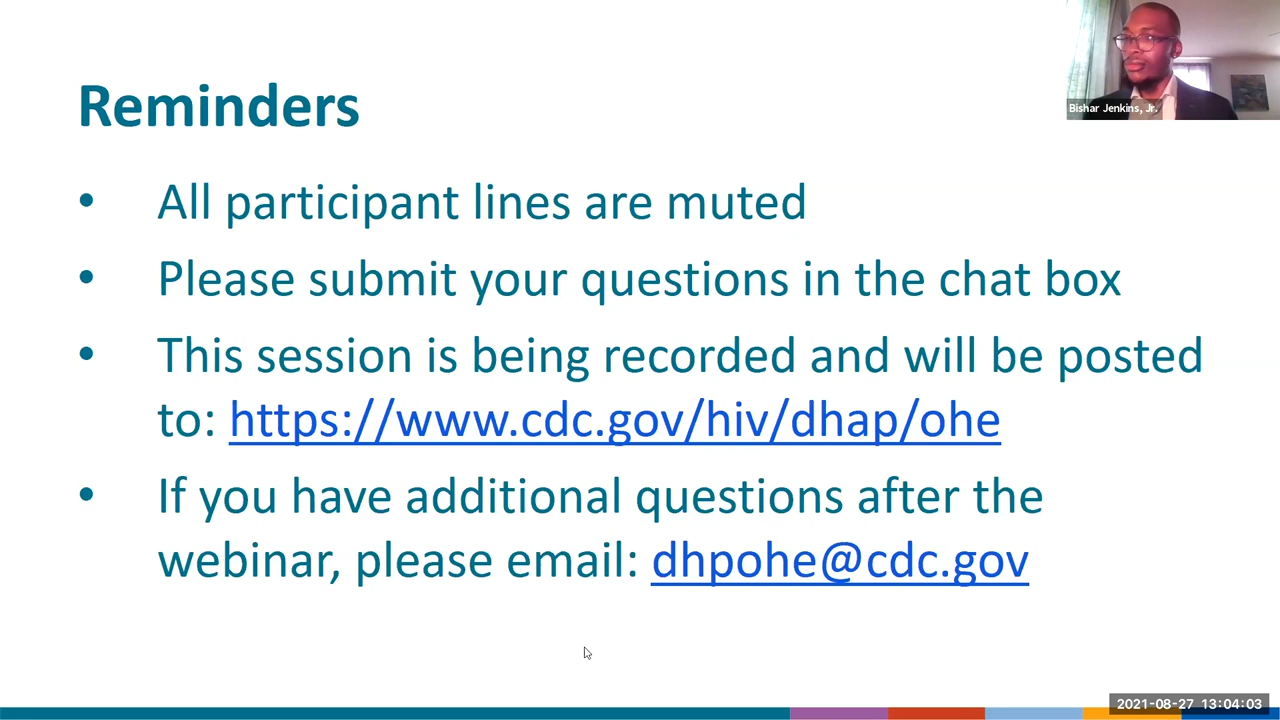 Bishar Jenkins, Jr.
Reminders
• All participant lines are muted
• Please submit your questions in the chat box
• This session is being recorded and will be posted
to: https://www.cdc.gov/hiv/dhap/ohe
• If you have additional questions after the
webinar, please email: dhpohe@cdc.gov
2021-08-27 13:04:03